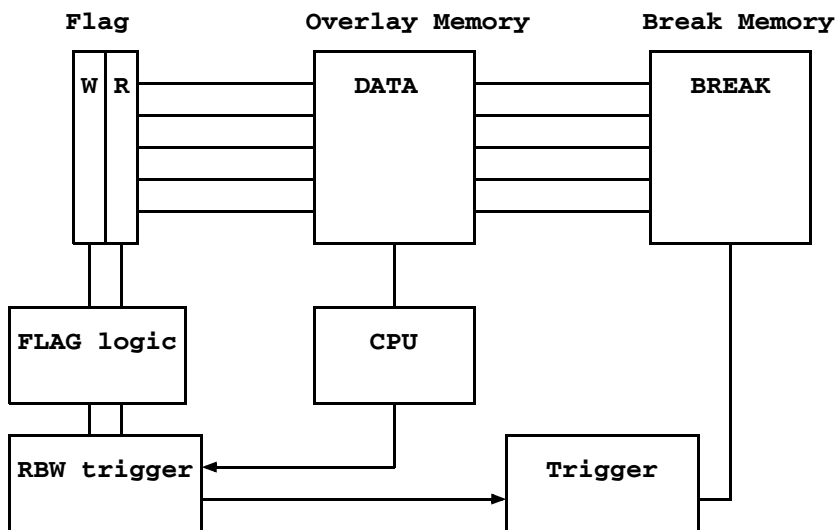 Flag Overlay Memory Break Memory
W R DATA BREAK
FLAG logic CPU
RBW trigger Trigger